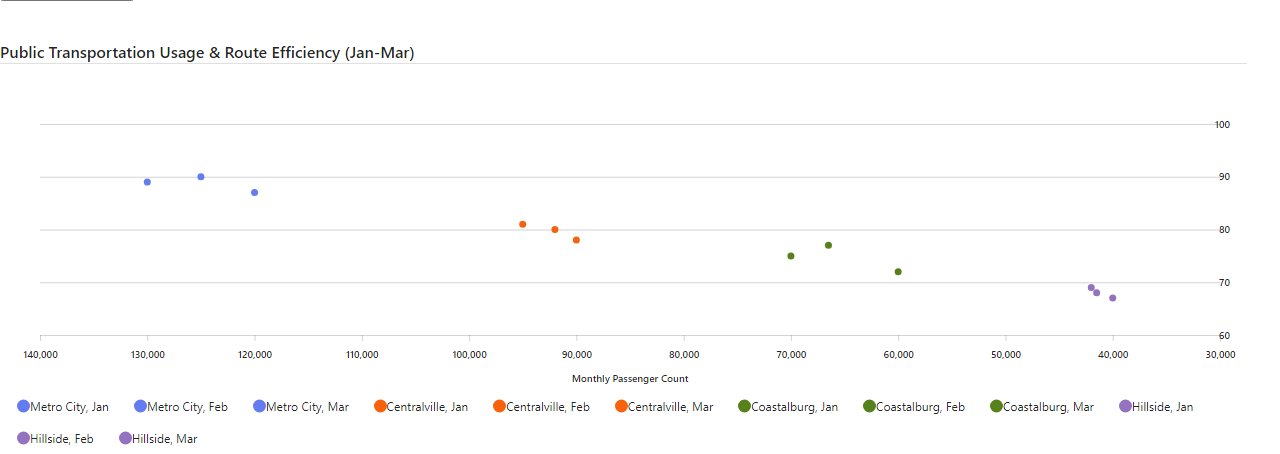 Public Transportation Usage & Route Efficiency (Jan-Mar)
100
90
80
70
60
140,000 130,000 120,000 110,000 100,000 90,000 80,000 70,000 60,000 50,000 40,000 30,000
Monthly Passenger Count
Metro City, Jan Metro City, Feb Metro City, Mar Centralville, Jan Centralville, Feb Centralville, Mar Coastalburg, Jan Coastalburg, Feb Coastalburg, Mar Hillside, Jan
Hillside, Feb Hillside, Mar